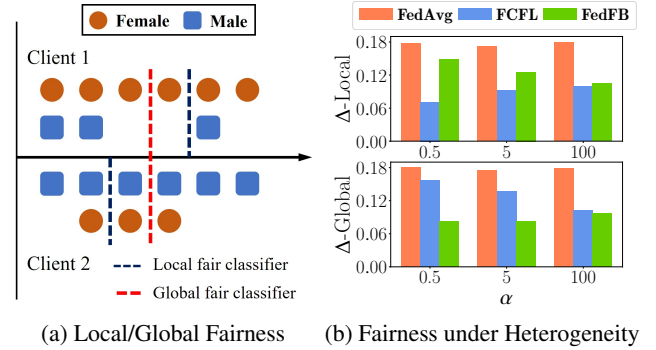 Female Male
Client 1
Client 2
Local fair classifier
Global fair classifier
(a) Local/Global Fairness
FedAvg FCFL FedFB
Δ-Local
0.18
0.12
0.06
0.00
0.5 5 100
Δ-Global
0.18
0.12
0.06
0.00
0.5 5 100
α
(b) Fairness under Heterogeneity